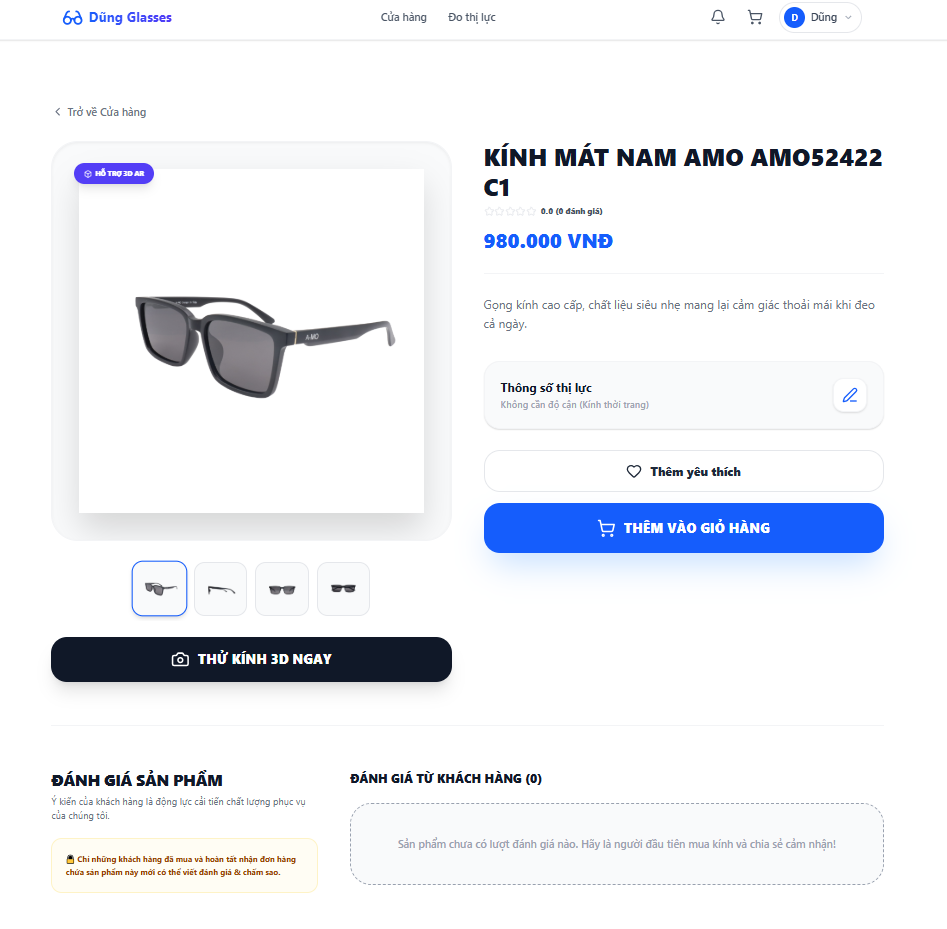 Dũng Glasses
Cửa hàng
Đo thị lực
D
Dũng
Trở về Cửa hàng
HỖ TRỢ 3D AR
A·MO
KÍNH MÁT NAM AMO AMO52422
C1
0.0 (0 đánh giá)
980.000 VNĐ
Gọng kính cao cấp, chất liệu siêu nhẹ mang lại cảm giác thoải mái khi đeo
cả ngày.
Thông số thị lực
Không cần độ cận (Kính thời trang)
Thêm yêu thích
THÊM VÀO GIỎ HÀNG
THỬ KÍNH 3D NGAY
ĐÁNH GIÁ SẢN PHẨM
Ý kiến của khách hàng là động lực cải tiến chất lượng phục vụ
của chúng tôi.
Chỉ những khách hàng đã mua và hoàn tất nhận đơn hàng
chứa sản phẩm này mới có thể viết đánh giá & chấm sao.
ĐÁNH GIÁ TỪ KHÁCH HÀNG (0)
Sản phẩm chưa có lượt đánh giá nào. Hãy là người đầu tiên mua kính và chia sẻ cảm nhận!